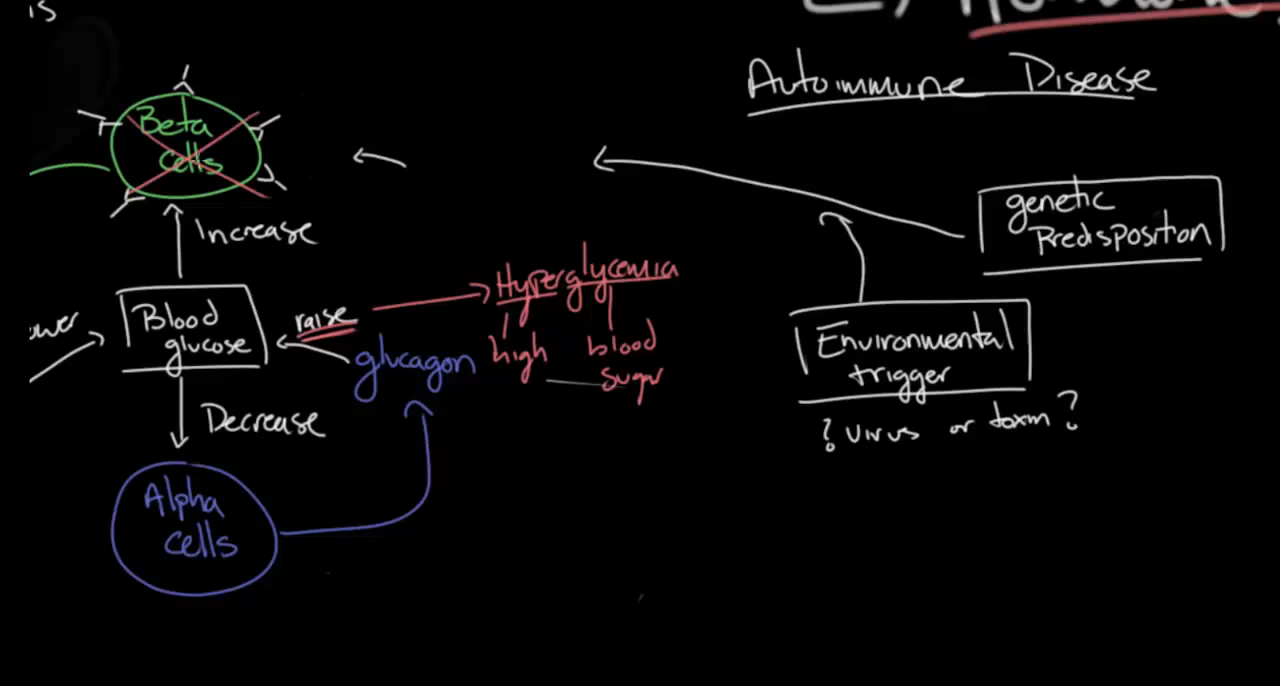 is
Autoimmune Disease
Beta
cells
genetic
Predisposition
Increase
Hyperglycemia
Blood
glucose
raise
high blood
sugar
glucagon
Environmental
trigger
? virus or toxin ?
Decrease
Alpha
cells